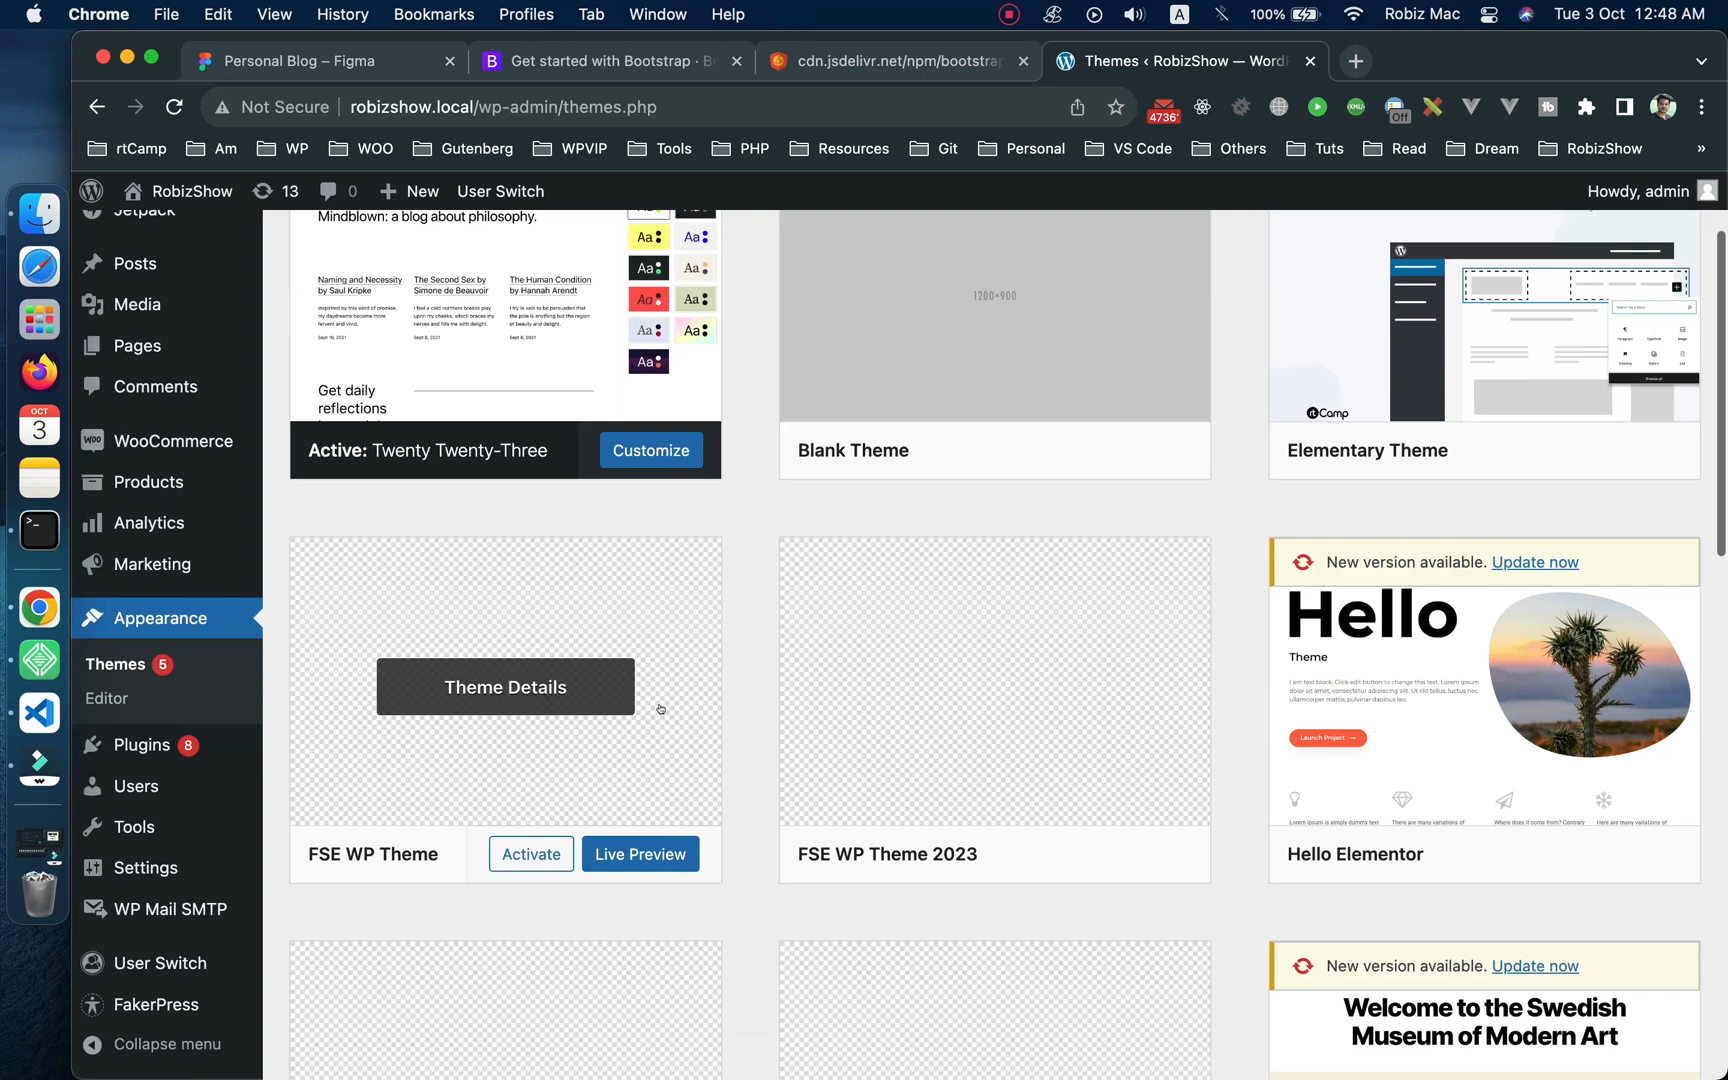 Chrome File Edit View History Bookmarks Profiles Tab Window Help A 100% Robiz Mac Tue 3 Oct 12:48 AM
Personal Blog – Figma
Get started with Bootstrap · B
cdn.jsdelivr.net/npm/bootstra
Themes ‹ RobizShow — WordP
Not Secure robizshow.local/wp-admin/themes.php
4736
Off
rtCamp Am WP WOO Gutenberg WPVIP Tools PHP Resources Git Personal VS Code Others Tuts Read Dream RobizShow »
RobizShow 13 0 New User Switch Howdy, admin
Jetpack
Posts
Media
Pages
Comments
WooCommerce
Products
Analytics
Marketing
Appearance
Themes 5
Editor
Plugins 8
Users
Tools
Settings
WP Mail SMTP
User Switch
FakerPress
Collapse menu
OCT
3
Mindblown: a blog about philosophy.
Naming and Necessity
by Saul Kripke
The Second Sex by
Simone de Beauvoir
The Human Condition
by Hannah Arendt
Get daily
reflections
Active: Twenty Twenty-Three Customize
1200×900
Blank Theme
rtCamp
Elementary Theme
Theme Details
FSE WP Theme Activate Live Preview
FSE WP Theme 2023
New version available. Update now
Hello
Theme
Launch Project →
Hello Elementor
New version available. Update now
Welcome to the Swedish
Museum of Modern Art